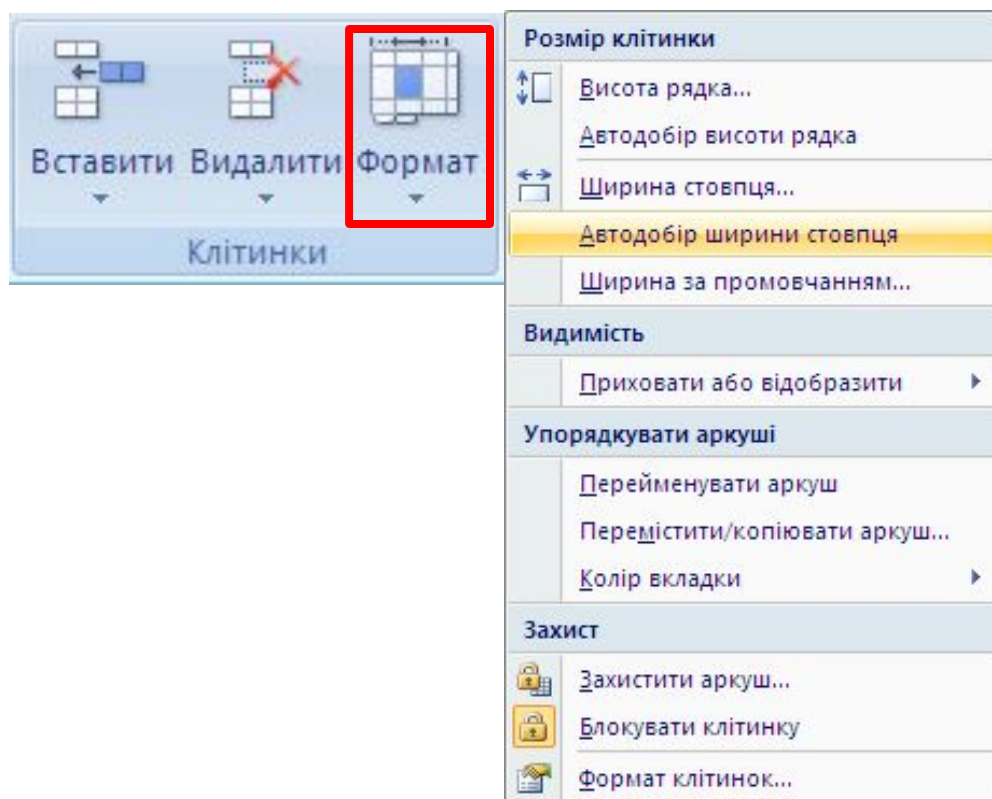 Вставити Видалити Формат
Клітинки
Розмір клітинки
Висота рядка...
Автодобір висоти рядка
Ширина стовпця...
Автодобір ширини стовпця
Ширина за промовчанням...
Видимість
Приховати або відобразити
Упорядкувати аркуші
Перейменувати аркуш
Перемістити/копіювати аркуш...
Колір вкладки
Захист
Захистити аркуш...
Блокувати клітинку
Формат клітинок...